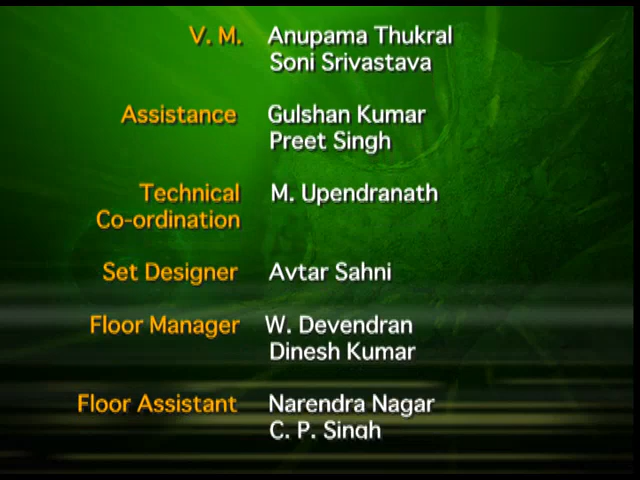 V. M. Anupama Thukral
Soni Srivastava
Assistance Gulshan Kumar
Preet Singh
Technical M. Upendranath
Co-ordination
Set Designer Avtar Sahni
Floor Manager W. Devendran
Dinesh Kumar
Floor Assistant Narendra Nagar
C. P. Singh